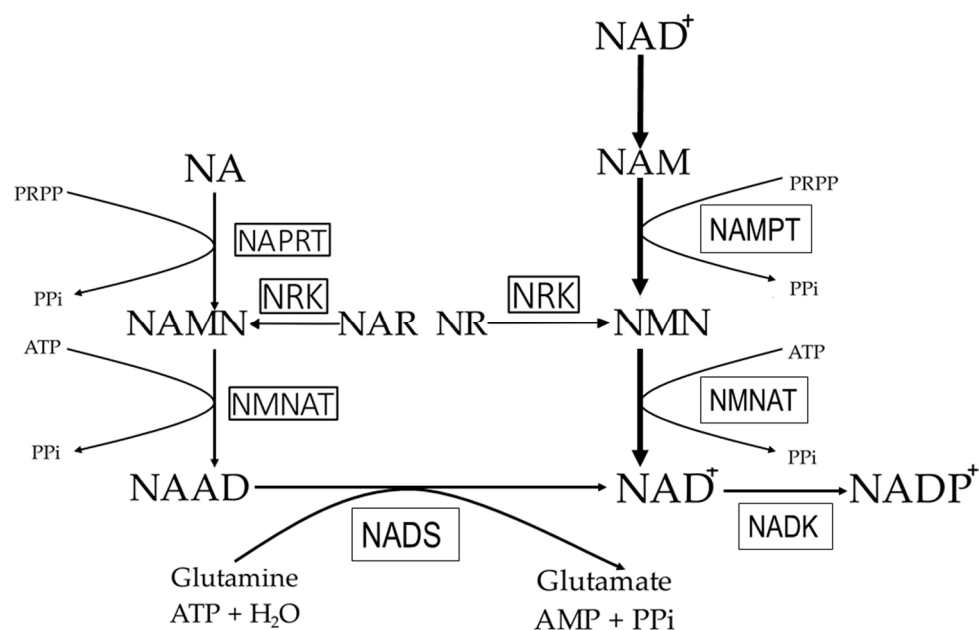 NAD+
NA NAM
PRPP PRPP
NAPRT NAMPT
PPi NRK NRK PPi
NAMN NAR NR NMN
ATP ATP
NMNAT NMNAT
PPi PPi
NAAD NAD+ NADP+
NADS NADK
Glutamine Glutamate
ATP + H₂O AMP + PPi